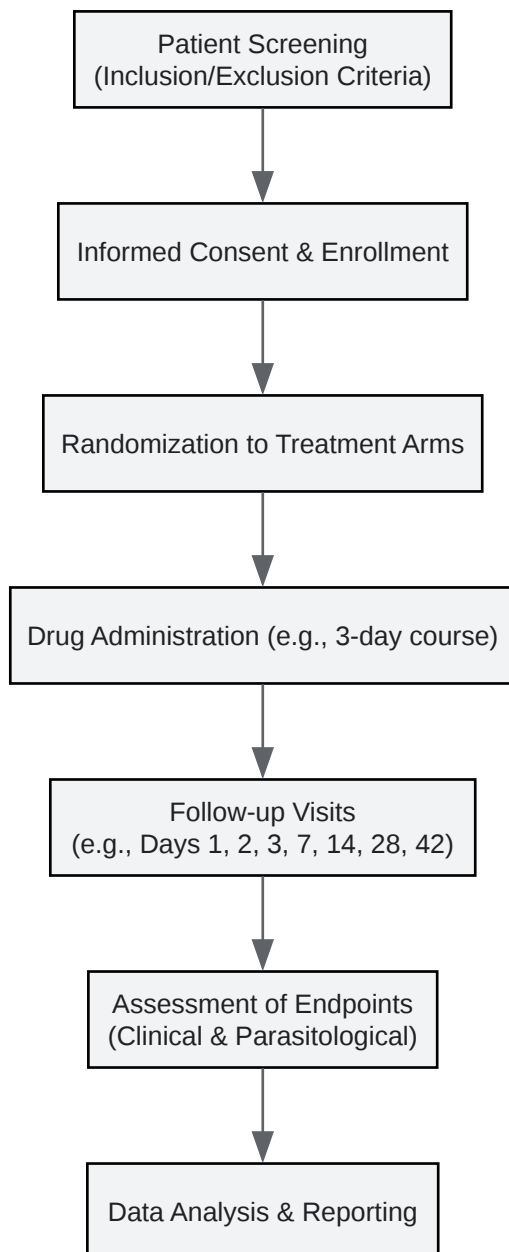 Patient Screening
(Inclusion/Exclusion Criteria)
Informed Consent & Enrollment
Randomization to Treatment Arms
Drug Administration (e.g., 3-day course)
Follow-up Visits
(e.g., Days 1, 2, 3, 7, 14, 28, 42)
Assessment of Endpoints
(Clinical & Parasitological)
Data Analysis & Reporting